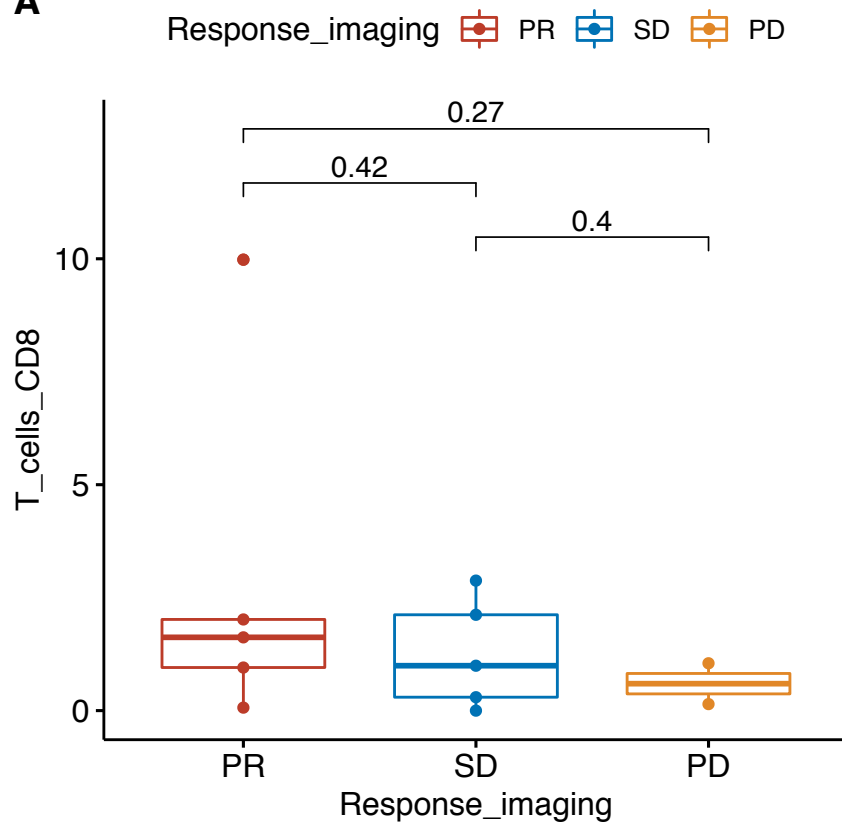 A
Response_imaging PR SD PD
0.27
0.42
0.4
10
5
0
T_cells_CD8
PR SD PD
Response_imaging